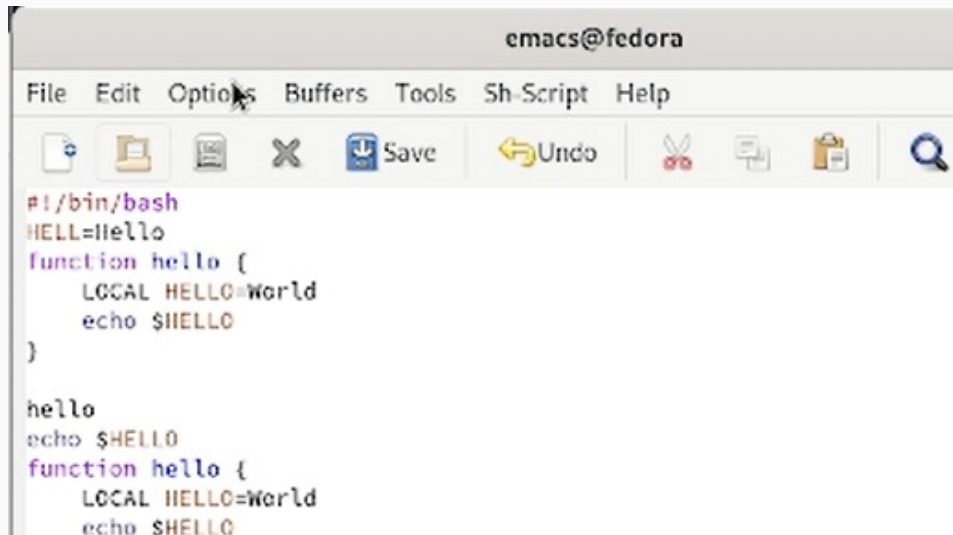 emacs@fedora
File Edit Options Buffers Tools Sh-Script Help
Save Undo
#!/bin/bash
HELL=Hello
function hello {
    LOCAL HELLO=World
    echo $HELLO
}
hello
echo $HELLO
function hello {
    LOCAL HELLO=World
    echo $HELLO